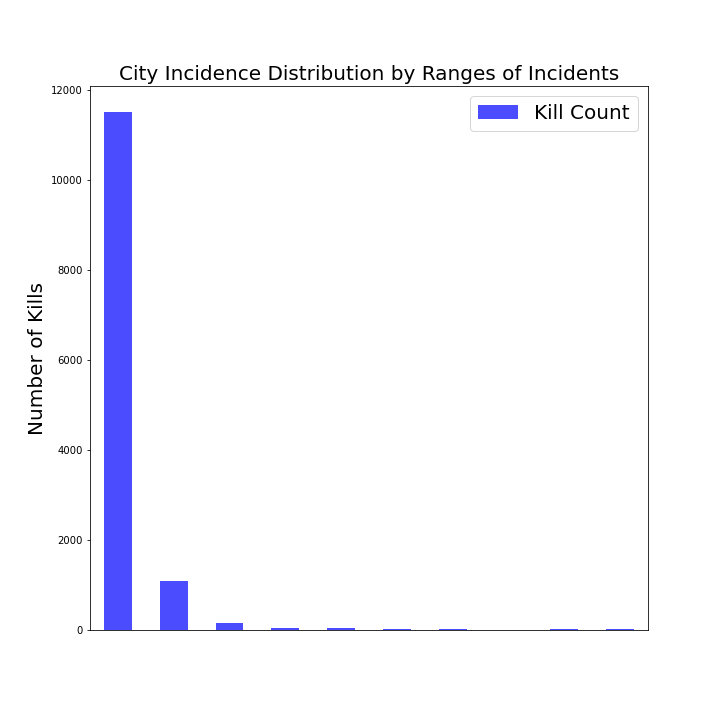 City Incidence Distribution by Ranges of Incidents
Kill Count
Number of Kills
12000
10000
8000
6000
4000
2000
0